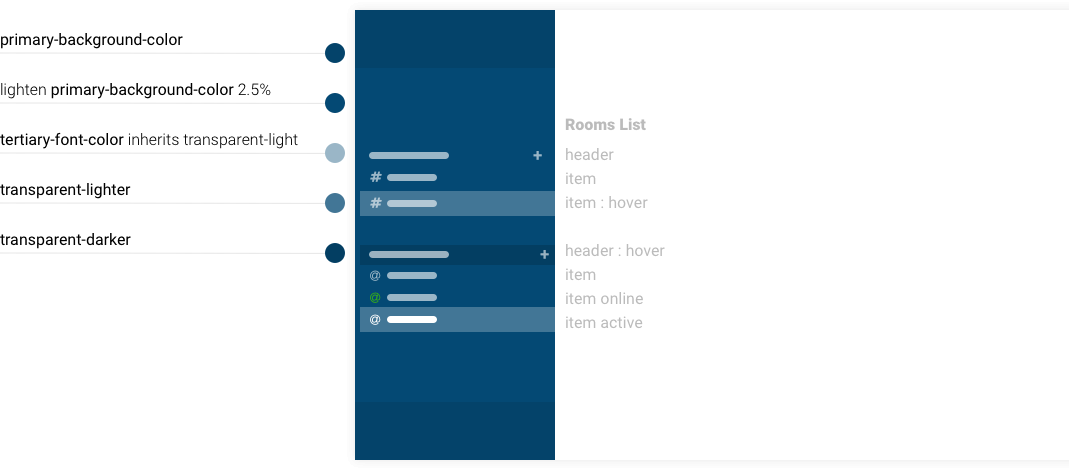 primary-background-color
lighten primary-background-color 2.5%
tertiary-font-color inherits transparent-light
transparent-lighter
transparent-darker
Rooms List
+ header
# item
# item : hover
+ header : hover
@ item
@ item online
@ item active